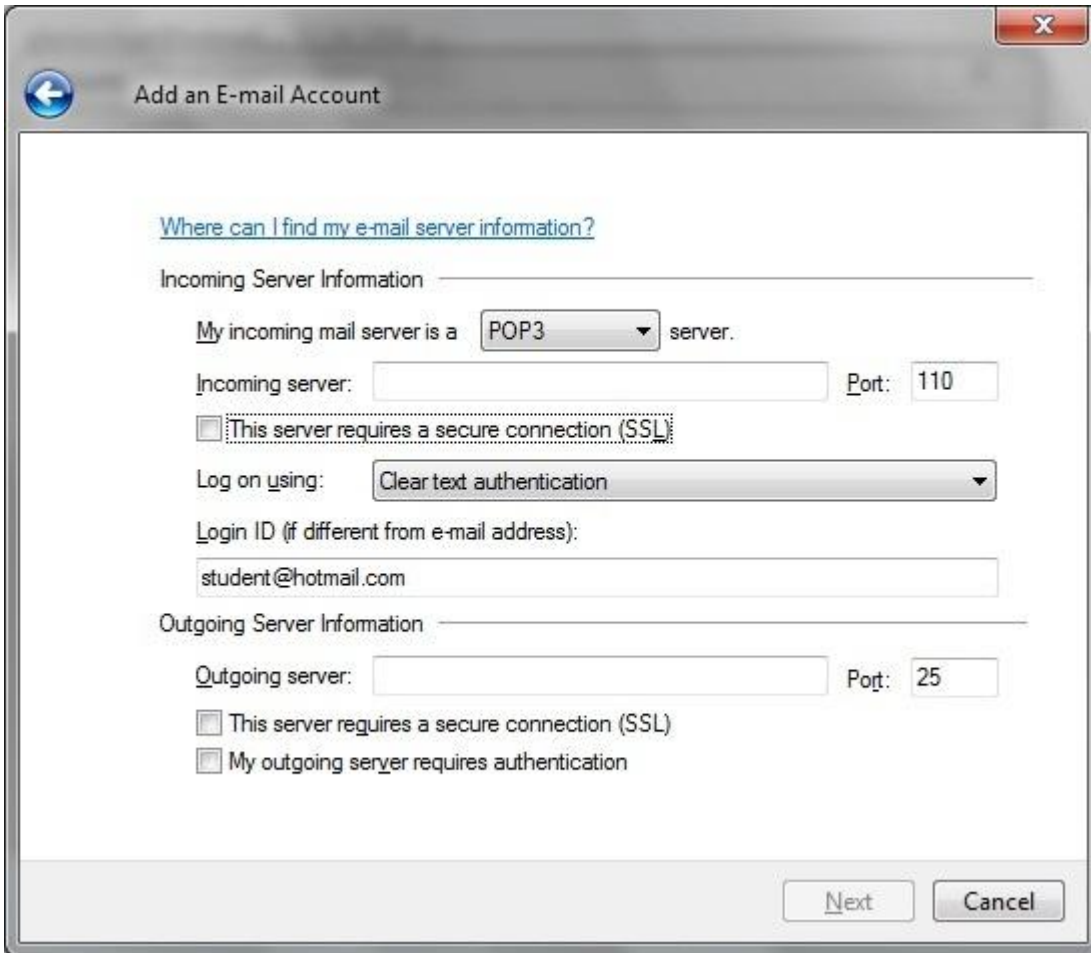 Add an E-mail Account
Where can I find my e-mail server information?
Incoming Server Information
My incoming mail server is a POP3 server.
Incoming server: Port: 110
This server requires a secure connection (SSL)
Log on using: Clear text authentication
Login ID (if different from e-mail address):
student@hotmail.com
Outgoing Server Information
Outgoing server: Port: 25
This server requires a secure connection (SSL)
My outgoing server requires authentication
Next Cancel